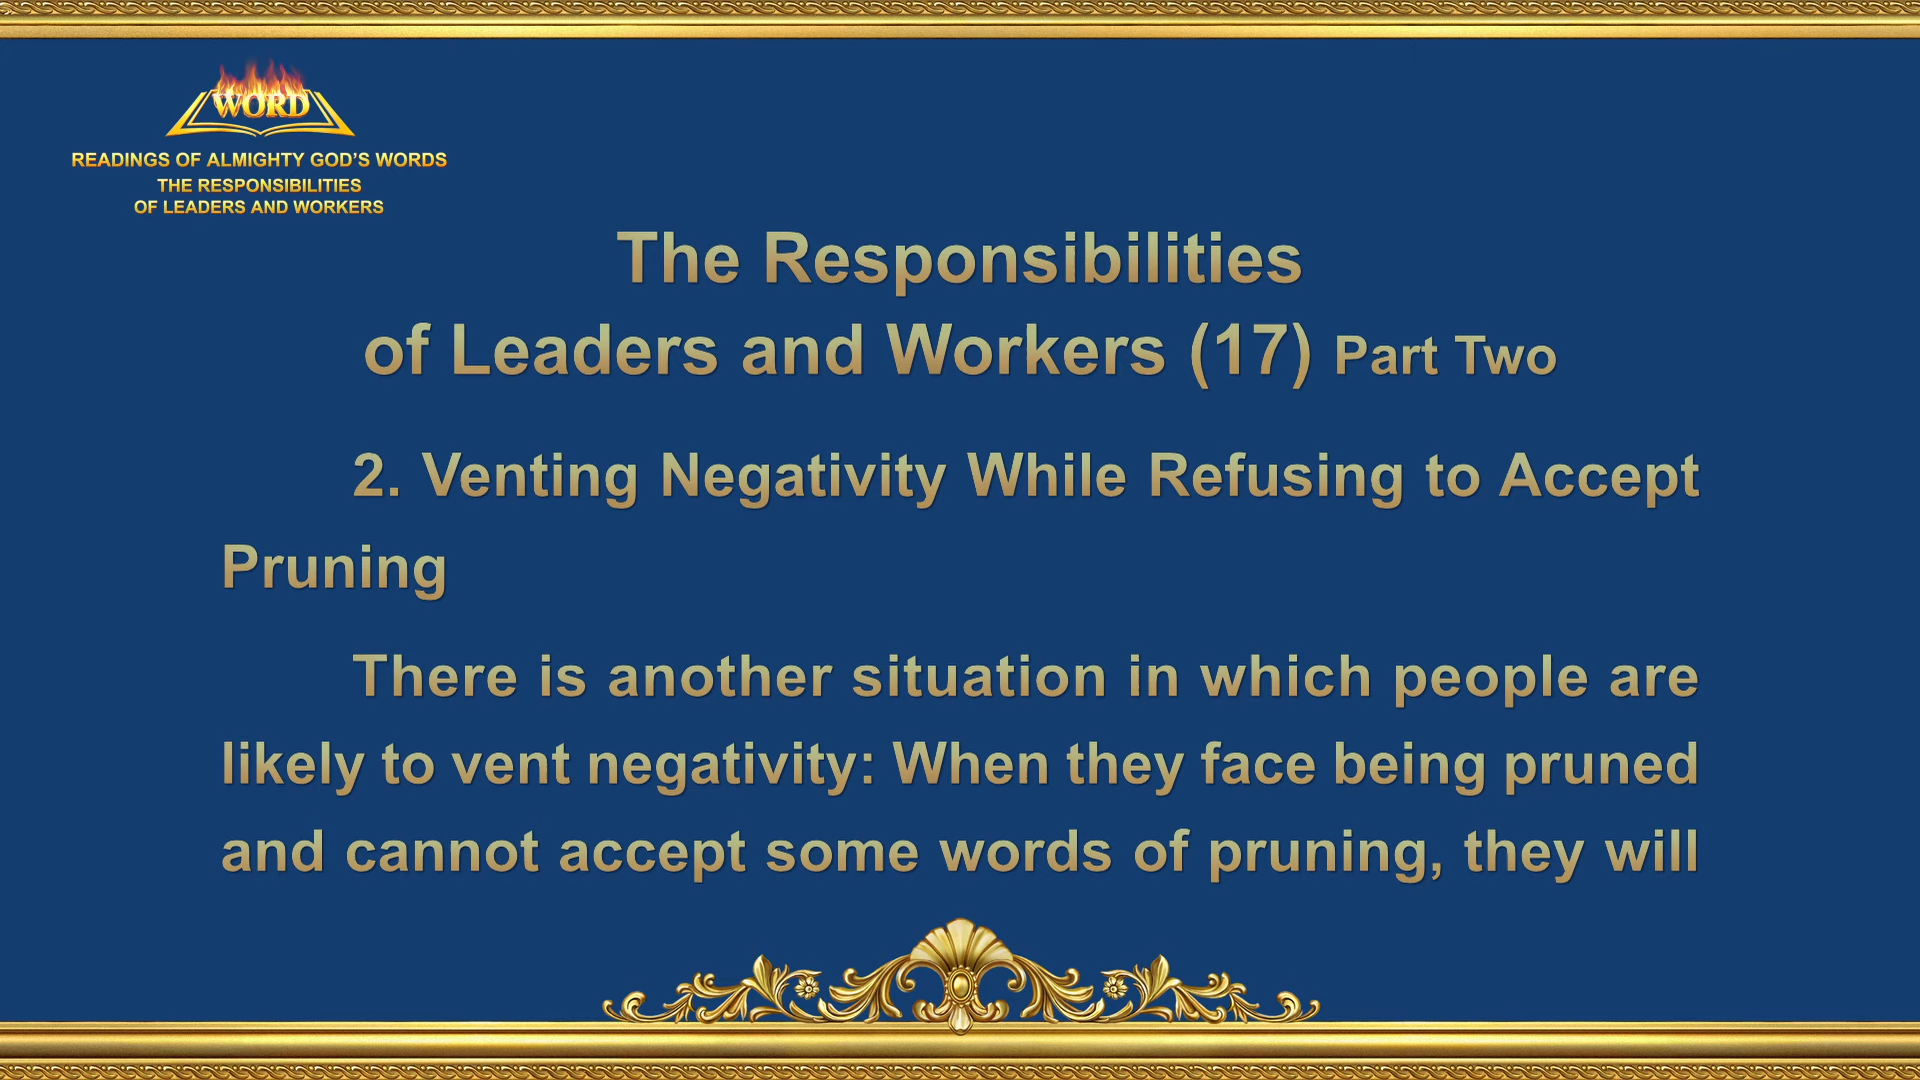 WORD
READINGS OF ALMIGHTY GOD’S WORDS
THE RESPONSIBILITIES
OF LEADERS AND WORKERS
The Responsibilities
of Leaders and Workers (17) Part Two
2. Venting Negativity While Refusing to Accept
Pruning
There is another situation in which people are
likely to vent negativity: When they face being pruned
and cannot accept some words of pruning, they will